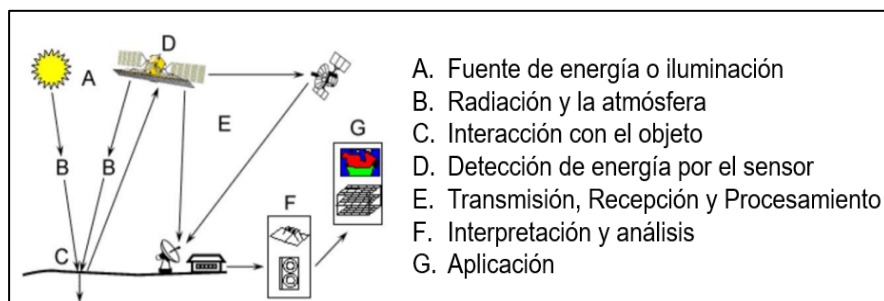 D
A
E
B
B
G
F
C
A. Fuente de energía o iluminación
B. Radiación y la atmósfera
C. Interacción con el objeto
D. Detección de energía por el sensor
E. Transmisión, Recepción y Procesamiento
F. Interpretación y análisis
G. Aplicación